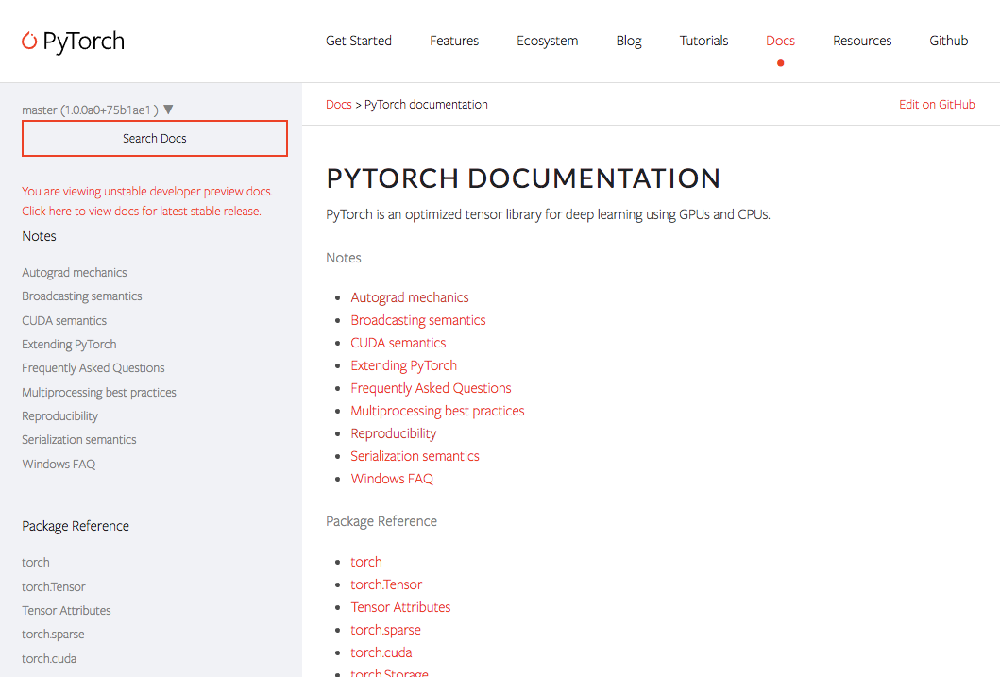 PyTorch
Get Started Features Ecosystem Blog Tutorials Docs Resources Github
master (1.0.0a0+75b1ae1 ) ▼
Search Docs
You are viewing unstable developer preview docs.
Click here to view docs for latest stable release.
Notes
Autograd mechanics
Broadcasting semantics
CUDA semantics
Extending PyTorch
Frequently Asked Questions
Multiprocessing best practices
Reproducibility
Serialization semantics
Windows FAQ
Package Reference
torch
torch.Tensor
Tensor Attributes
torch.sparse
torch.cuda
Docs > PyTorch documentation
Edit on GitHub
PYTORCH DOCUMENTATION
PyTorch is an optimized tensor library for deep learning using GPUs and CPUs.
Notes
Autograd mechanics
Broadcasting semantics
CUDA semantics
Extending PyTorch
Frequently Asked Questions
Multiprocessing best practices
Reproducibility
Serialization semantics
Windows FAQ
Package Reference
torch
torch.Tensor
Tensor Attributes
torch.sparse
torch.cuda
torch.Storage